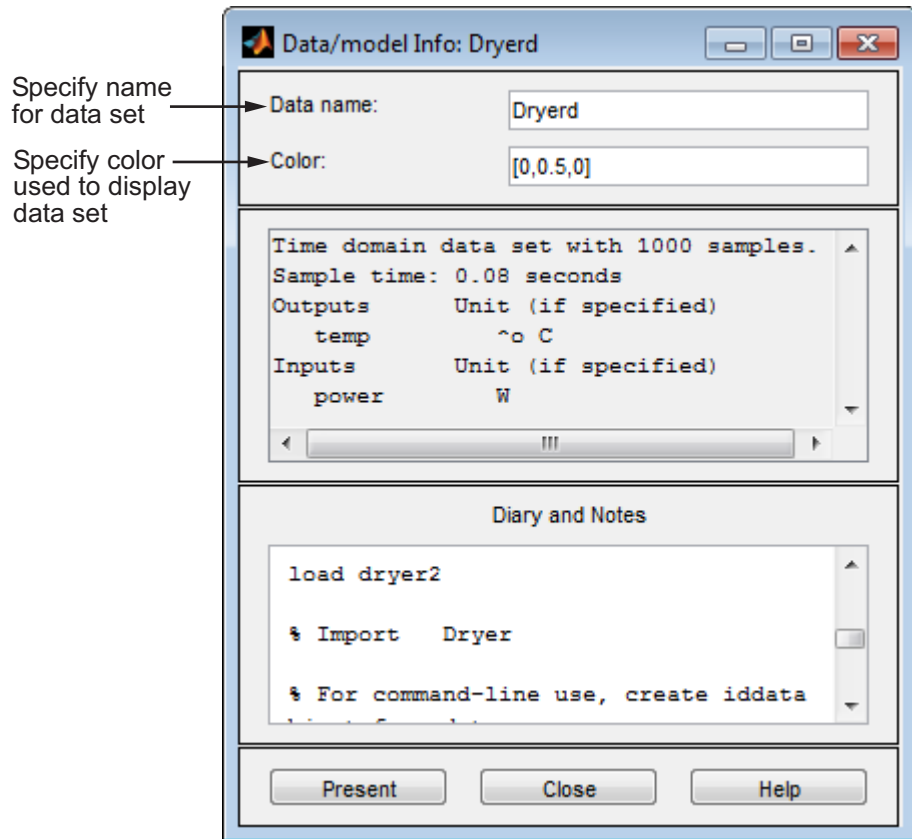 Data/model Info: Dryerd
Specify name
for data set
Data name:
Dryerd
Specify color
used to display
data set
Color:
[0,0.5,0]
Time domain data set with 1000 samples.
Sample time: 0.08 seconds
Outputs Unit (if specified)
temp ^o C
Inputs Unit (if specified)
power W
Diary and Notes
load dryer2
% Import Dryer
% For command-line use, create iddata
Present Close Help